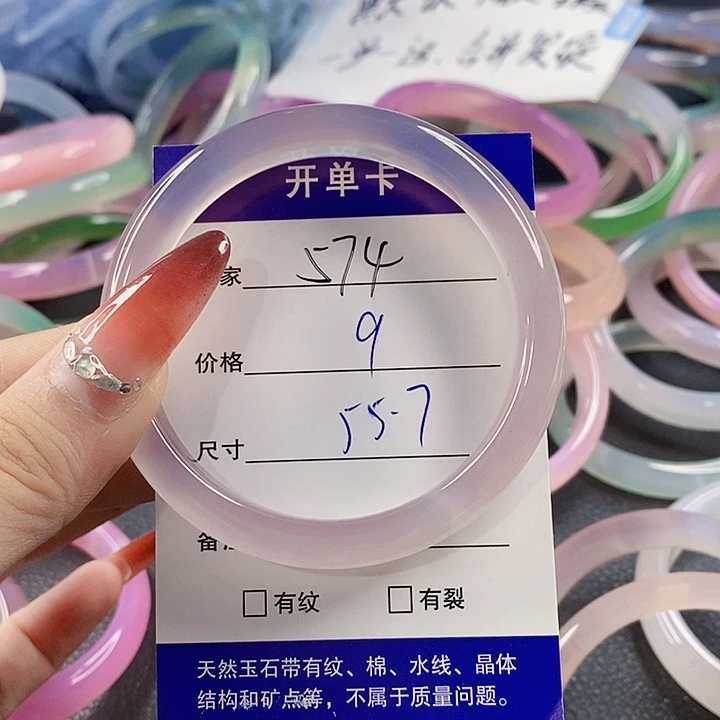 开单卡
家 574
价格 9
尺寸 55.7
备注
□有纹 □有裂
天然玉石带有纹、棉、水线、晶体
结构和矿点等，不属于质量问题。